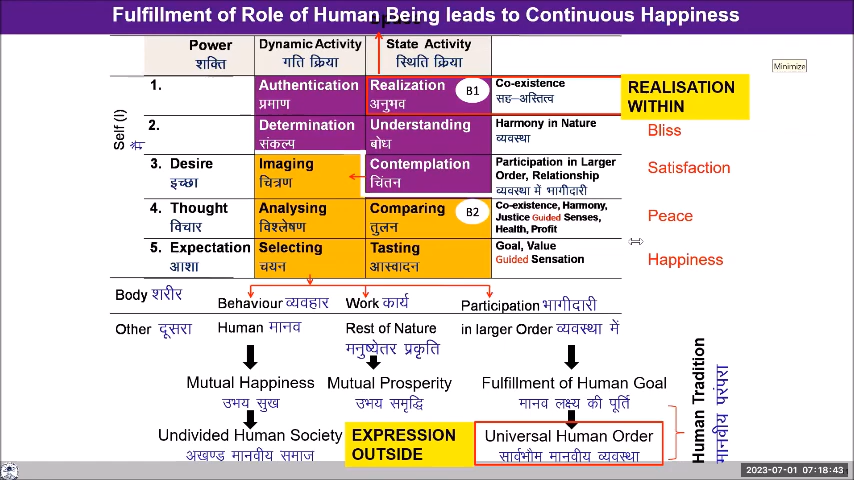 Fulfillment of Role of Human Being leads to Continuous Happiness
Minimize
Power
शक्ति
Dynamic Activity
गति क्रिया
State Activity
स्थिति क्रिया
Self (I)
मैं
1.
Authentication
प्रमाण
Realization
अनुभव
B1
Co-existence
सह-अस्तित्व
REALISATION
WITHIN
2.
Determination
संकल्प
Understanding
बोध
Harmony in Nature
व्यवस्था
Bliss
3. Desire
इच्छा
Imaging
चित्रण
Contemplation
चिंतन
Participation in Larger
Order, Relationship
व्यवस्था में भागीदारी
Satisfaction
4. Thought
विचार
Analysing
विश्लेषण
Comparing
तुलन
B2
Co-existence, Harmony,
Justice Guided Senses,
Health, Profit
Peace
5. Expectation
आशा
Selecting
चयन
Tasting
आस्वादन
Goal, Value
Guided Sensation
Happiness
Body शरीर
Behaviour व्यवहार
Work कार्य
Participation भागीदारी
Other दूसरा
Human मानव
Rest of Nature
मनुष्येतर प्रकृति
in larger Order व्यवस्था में
Mutual Happiness
उभय सुख
Mutual Prosperity
उभय समृद्धि
Fulfillment of Human Goal
मानव लक्ष्य की पूर्ति
Undivided Human Society
अखण्ड मानवीय समाज
EXPRESSION
OUTSIDE
Universal Human Order
सार्वभौम मानवीय व्यवस्था
Human Tradition
मानवीय परंपरा
2023-07-01 07:18:43